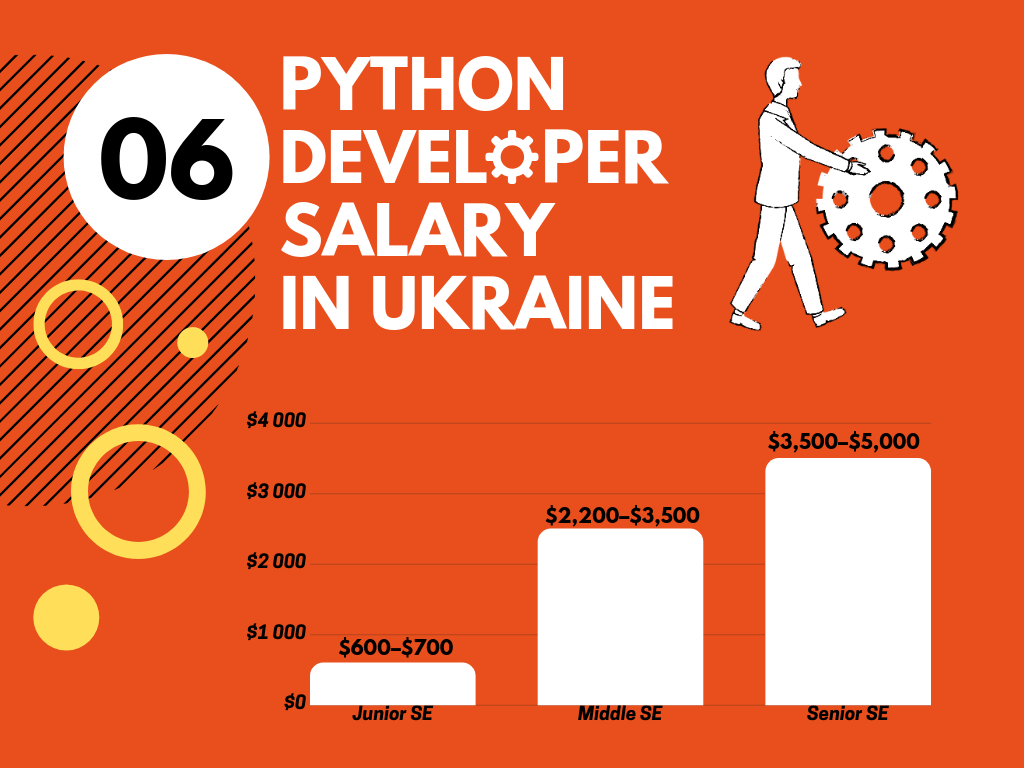 06
PYTHON
DEVELOPER
SALARY
IN UKRAINE
$4 000
$3,500–$5,000
$3 000
$2,200–$3,500
$2 000
$1 000
$600–$700
$0
Junior SE
Middle SE
Senior SE